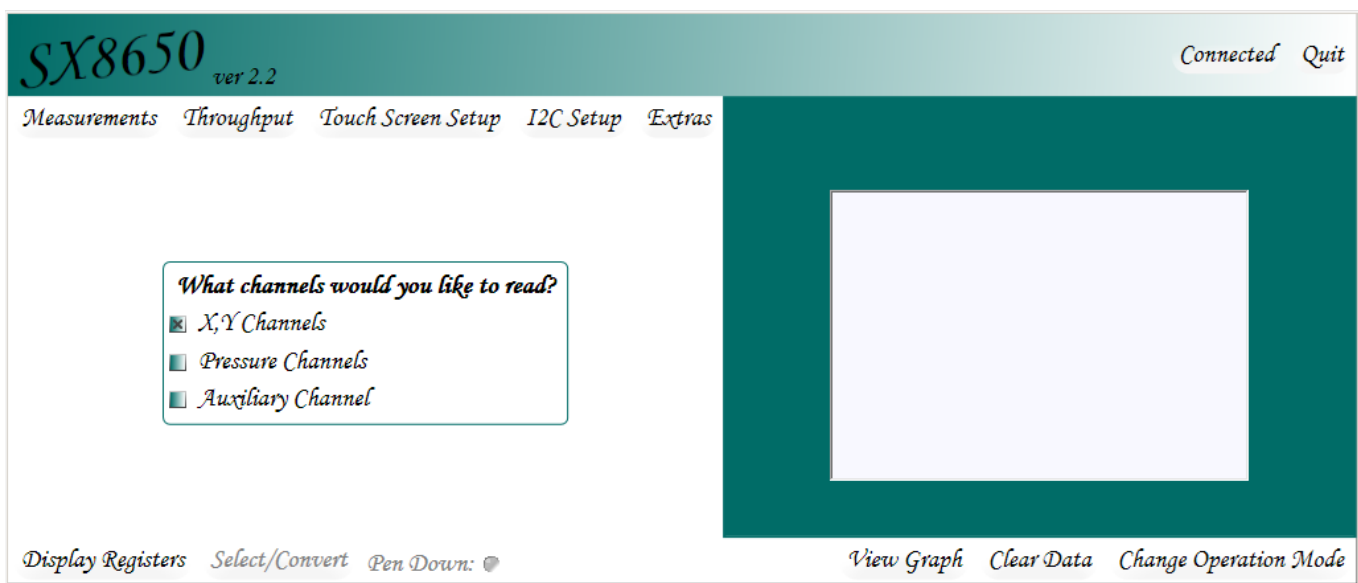 SX8650 ver 2.2
Connected Quit
Measurements Throughput Touch Screen Setup I2C Setup Extras
What channels would you like to read?
X,Y Channels
Pressure Channels
Auxiliary Channel
Display Registers Select/Convert Pen Down: View Graph Clear Data Change Operation Mode